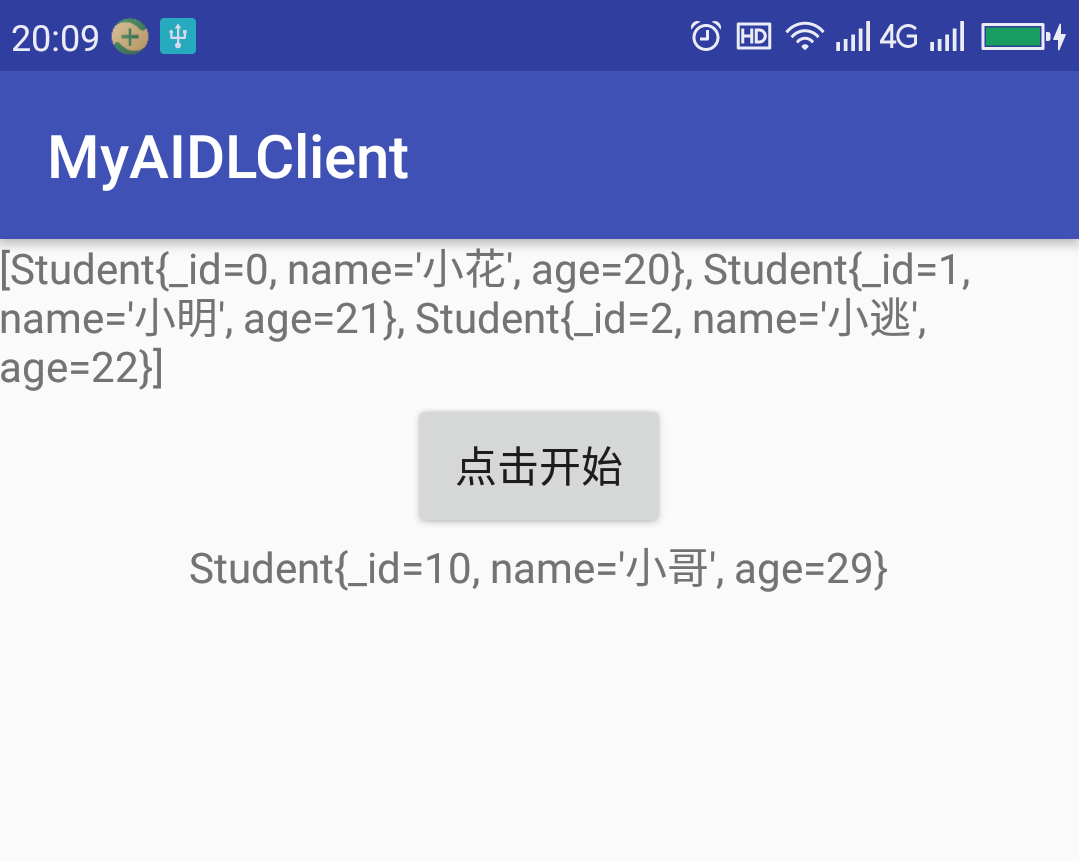 20:09 HD 4G
MyAIDLClient
[Student{_id=0, name='小花', age=20}, Student{_id=1,
name='小明', age=21}, Student{_id=2, name='小逃',
age=22}]
点击开始
Student{_id=10, name='小哥', age=29}